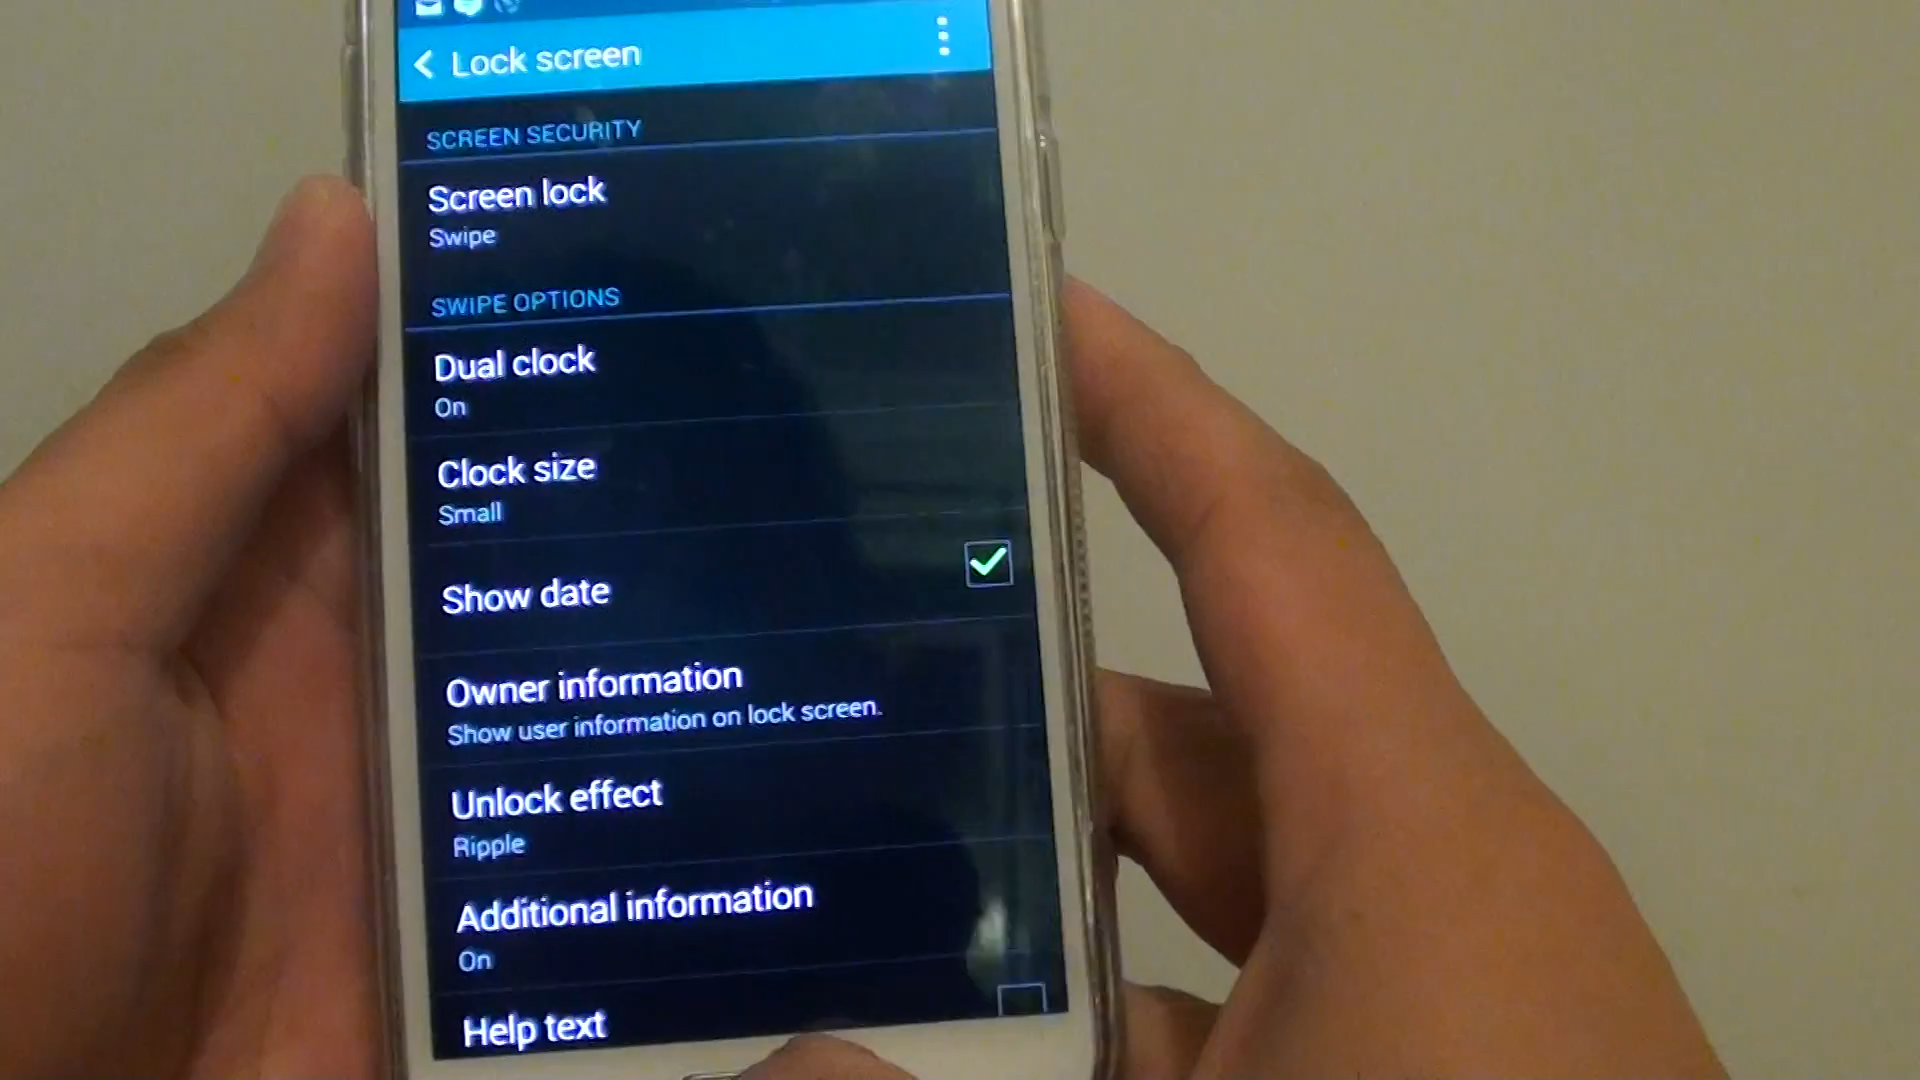 Lock screen
SCREEN SECURITY
Screen lock
Swipe
SWIPE OPTIONS
Dual clock
On
Clock size
Small
Show date
Owner information
Show user information on lock screen.
Unlock effect
Ripple
Additional information
On
Help text